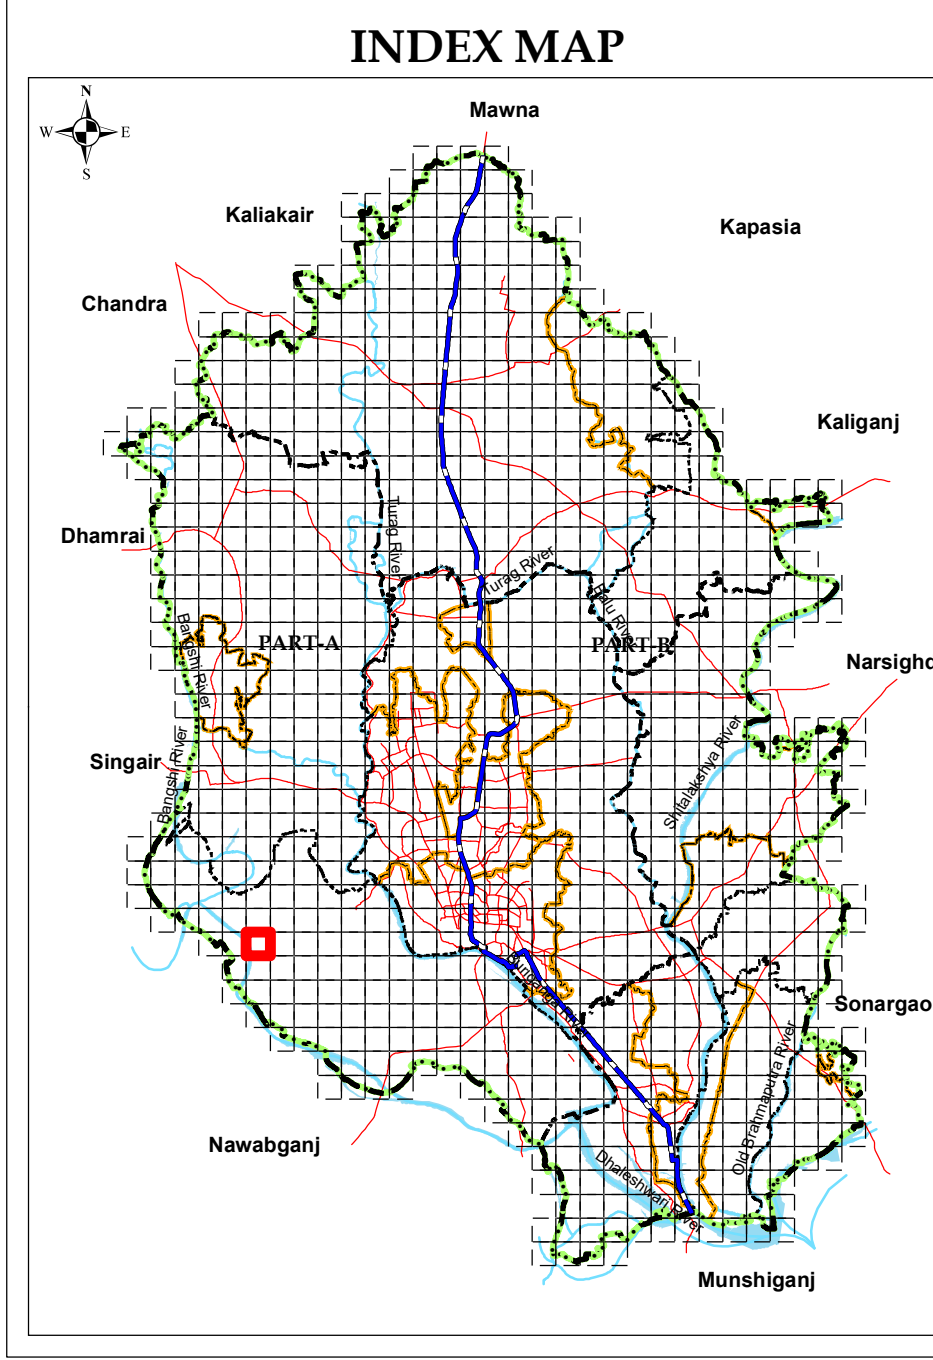 INDEX MAP
N
W E
S
Mawna
Kaliakair
Kapasia
Chandra
Kaliganj
Dhamrai
Turag River
Turag River
Balu River
Bangshi River
PART-A
PART-B
Narsighd
Singair
Bangshi River
Shitalakshya River
Buriganga River
Sonargao
Old Brahmaputra River
Nawabganj
Dhaleshwari River
Munshiganj